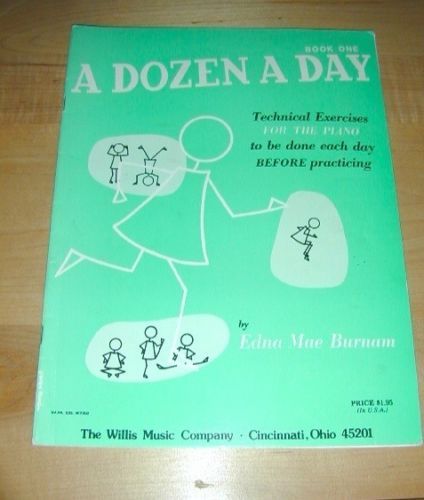 BOOK ONE
A DOZEN A DAY
Technical Exercises
FOR THE PIANO
to be done each day
BEFORE practicing
by
Edna Mae Burnam
PRICE $1.95
(In U.S.A.)
The Willis Music Company · Cincinnati, Ohio 45201